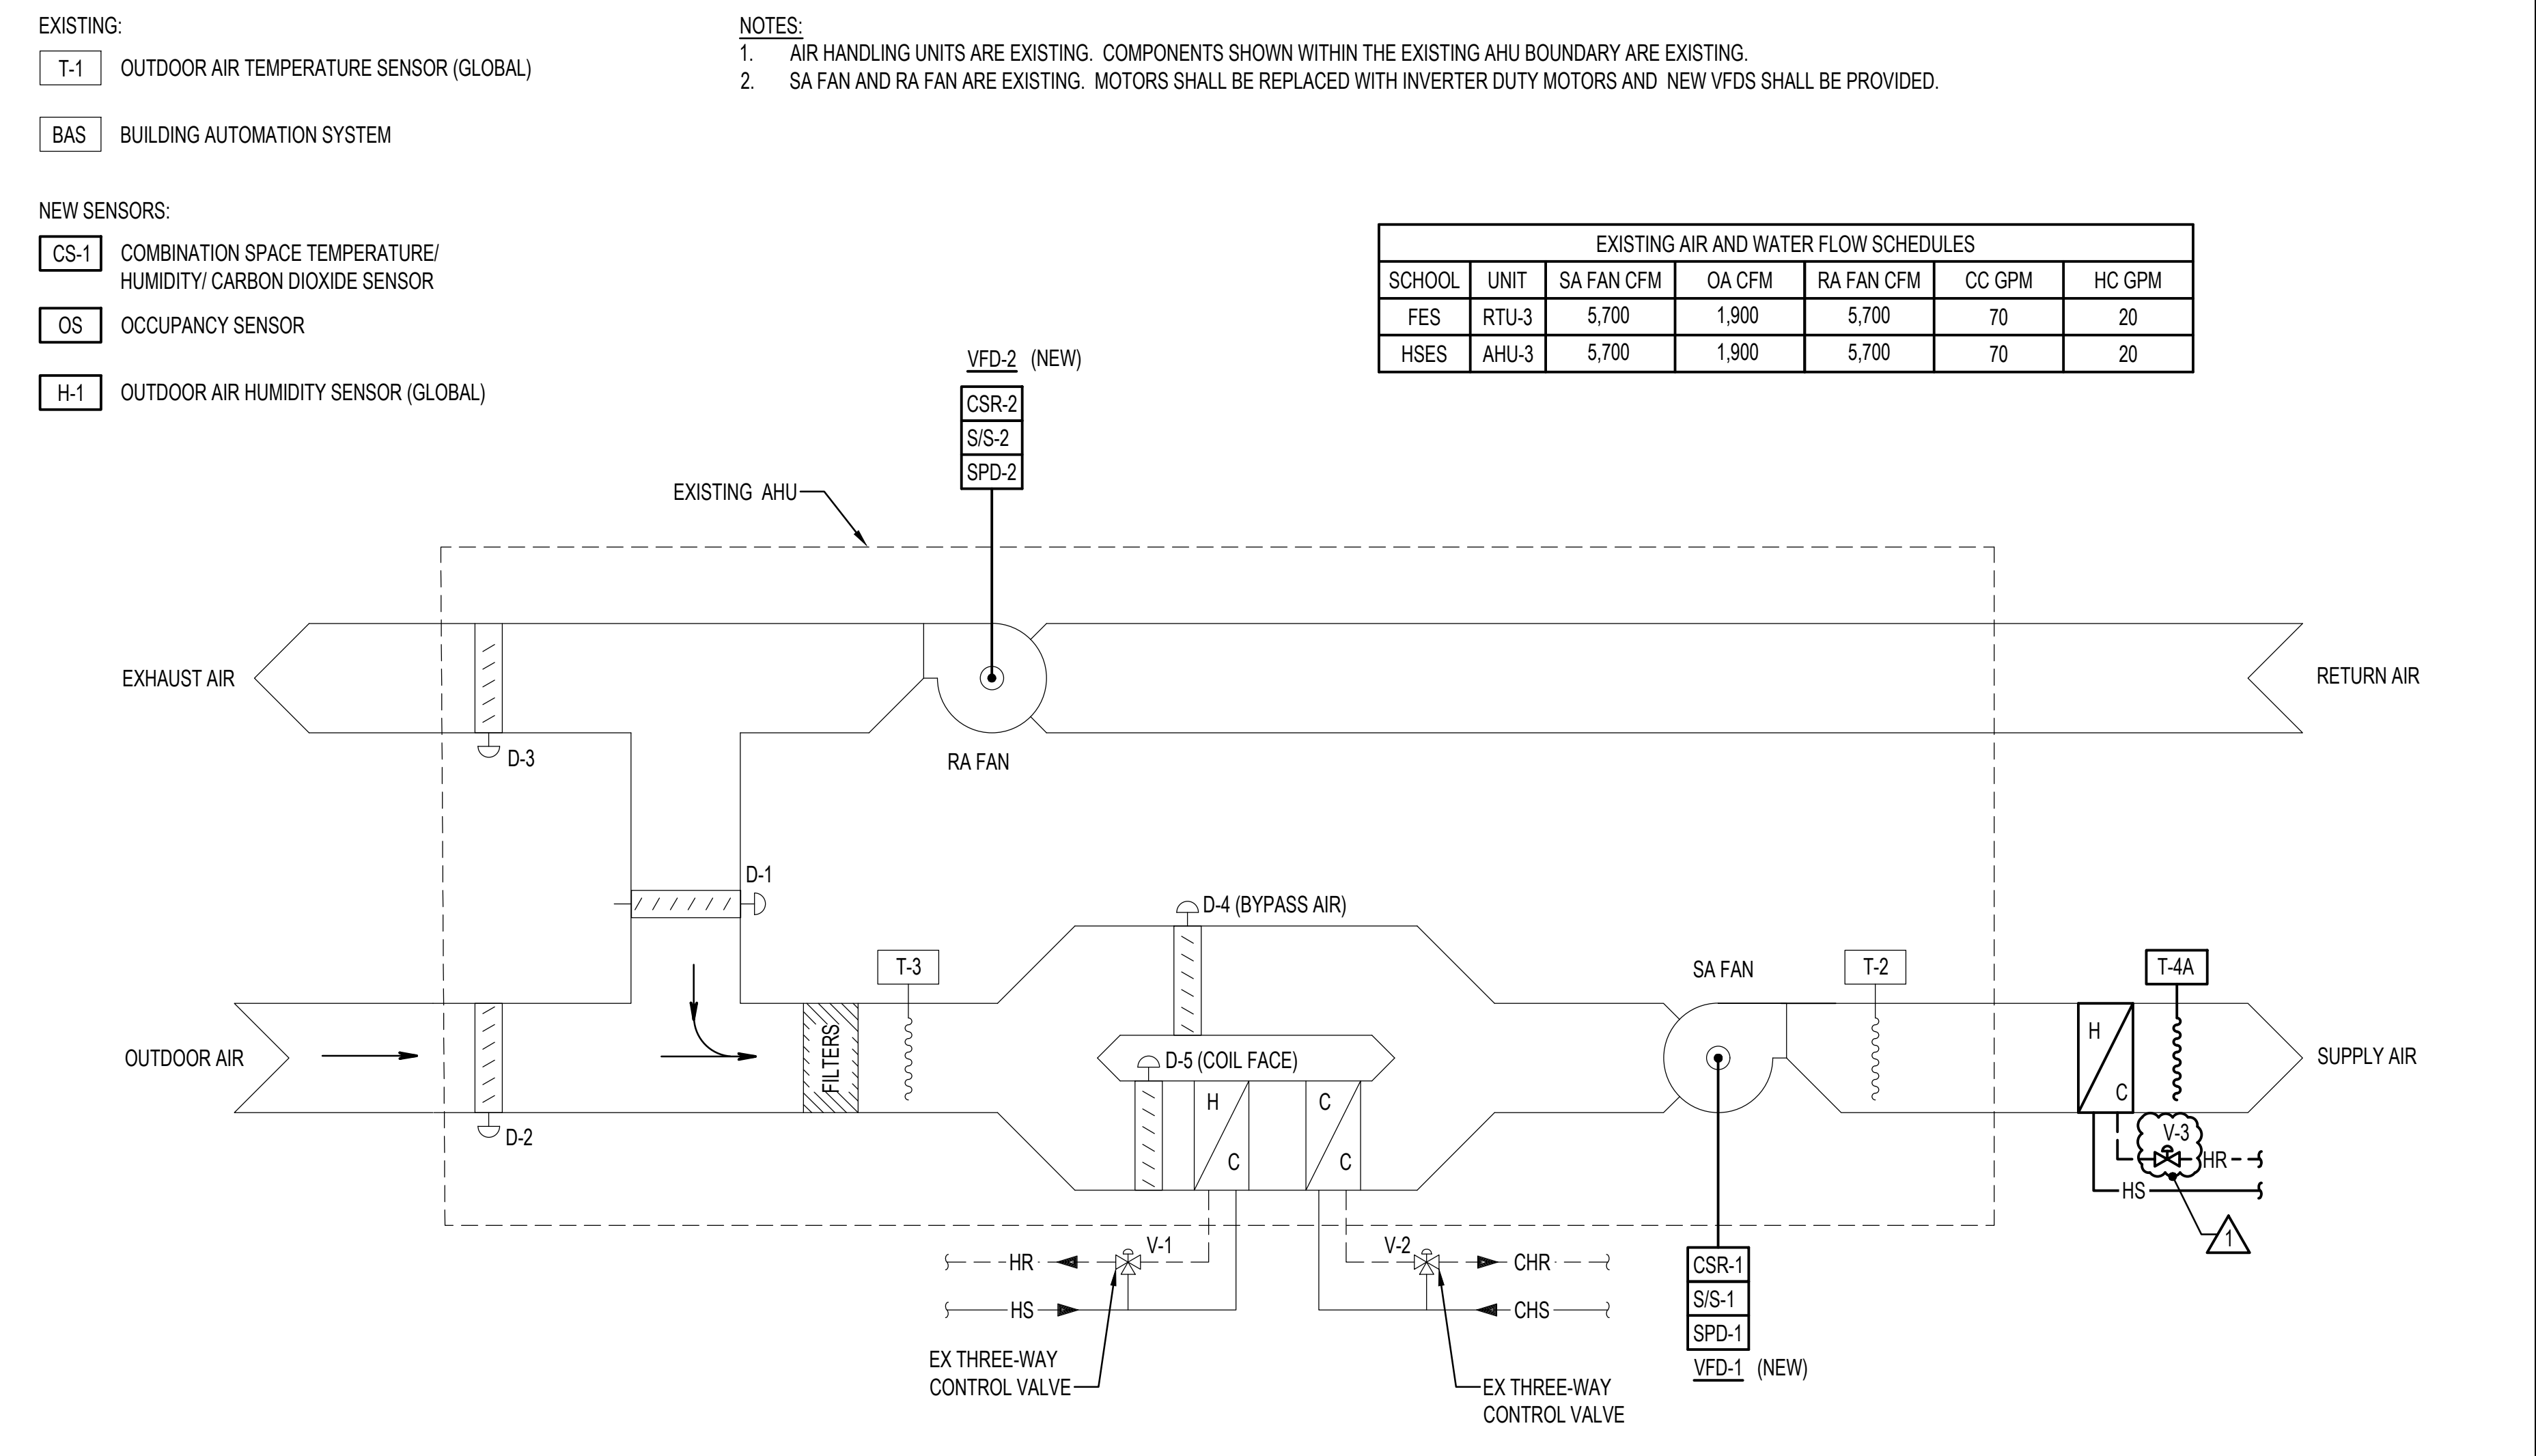 EXISTING:
T-1 OUTDOOR AIR TEMPERATURE SENSOR (GLOBAL)
BAS BUILDING AUTOMATION SYSTEM
NEW SENSORS:
CS-1 COMBINATION SPACE TEMPERATURE/
HUMIDITY/ CARBON DIOXIDE SENSOR
OS OCCUPANCY SENSOR
H-1 OUTDOOR AIR HUMIDITY SENSOR (GLOBAL)
NOTES:
1. AIR HANDLING UNITS ARE EXISTING. COMPONENTS SHOWN WITHIN THE EXISTING AHU BOUNDARY ARE EXISTING.
2. SA FAN AND RA FAN ARE EXISTING. MOTORS SHALL BE REPLACED WITH INVERTER DUTY MOTORS AND NEW VFDS SHALL BE PROVIDED.
EXISTING AIR AND WATER FLOW SCHEDULES
SCHOOL UNIT SA FAN CFM OA CFM RA FAN CFM CC GPM HC GPM
FES RTU-3 5,700 1,900 5,700 70 20
HSES AHU-3 5,700 1,900 5,700 70 20
VFD-2 (NEW)
CSR-2
S/S-2
SPD-2
EXISTING AHU
EXHAUST AIR
RETURN AIR
D-3
RA FAN
D-1
D-4 (BYPASS AIR)
T-3
SA FAN
T-2
T-4A
OUTDOOR AIR
FILTERS
D-5 (COIL FACE)
H
C
C
C
H
C
SUPPLY AIR
D-2
V-3
HR
HS
1
V-1
HR
HS
EX THREE-WAY
CONTROL VALVE
V-2
CHR
CHS
EX THREE-WAY
CONTROL VALVE
CSR-1
S/S-1
SPD-1
VFD-1 (NEW)